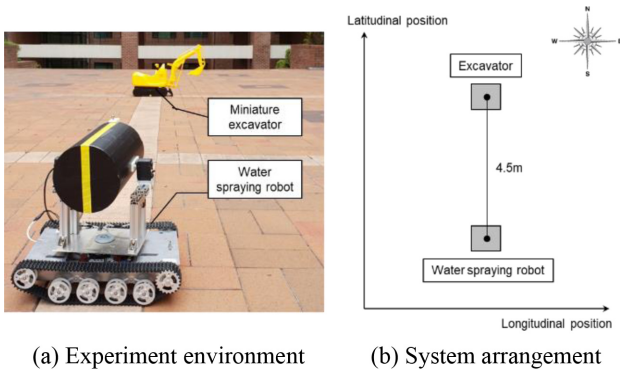 Miniature
excavator
Water
spraying robot
(a) Experiment environment
Latitudinal position
N
W
E
S
Excavator
4.5m
Water spraying robot
Longitudinal position
(b) System arrangement